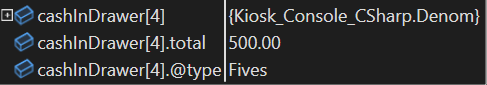 cashInDrawer[4] {Kiosk_Console_CSharp.Denom}
cashInDrawer[4].total 500.00
cashInDrawer[4].@type Fives